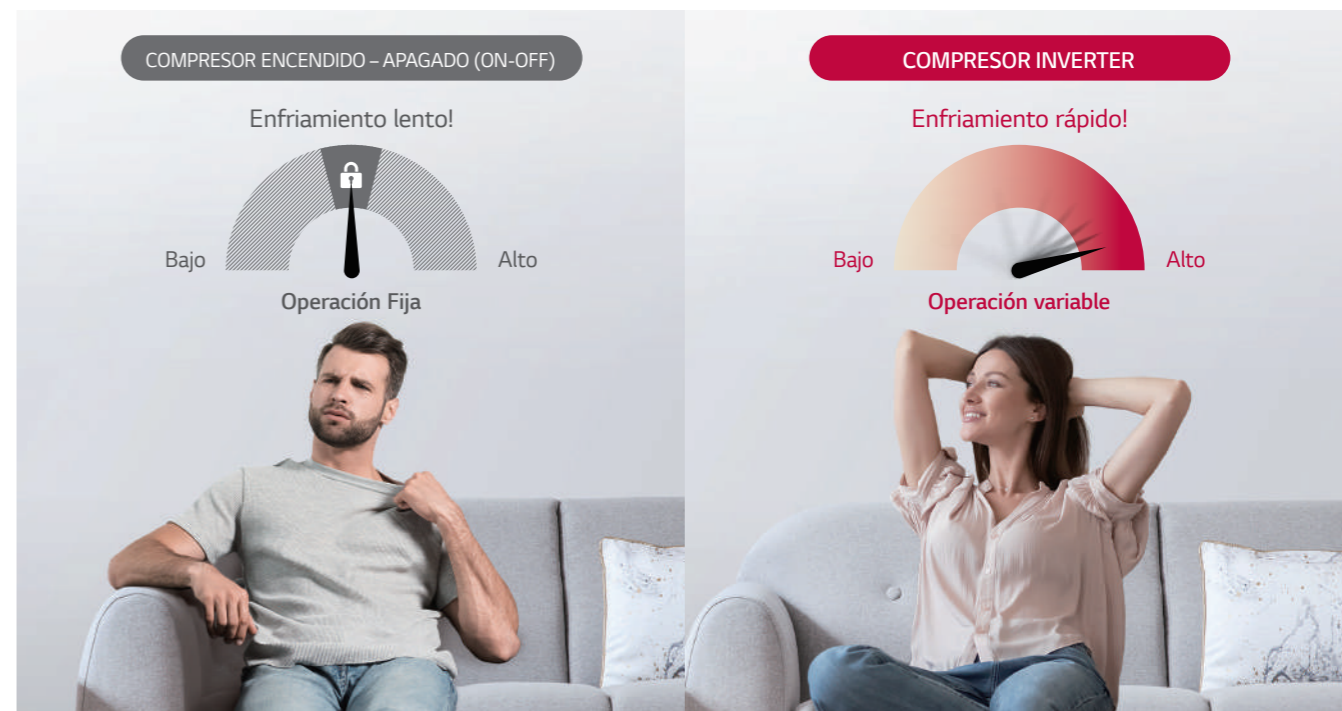 COMPRESOR ENCENDIDO – APAGADO (ON-OFF)
Enfriamiento lento!
Bajo
Alto
Operación Fija
COMPRESOR INVERTER
Enfriamiento rápido!
Bajo
Alto
Operación variable